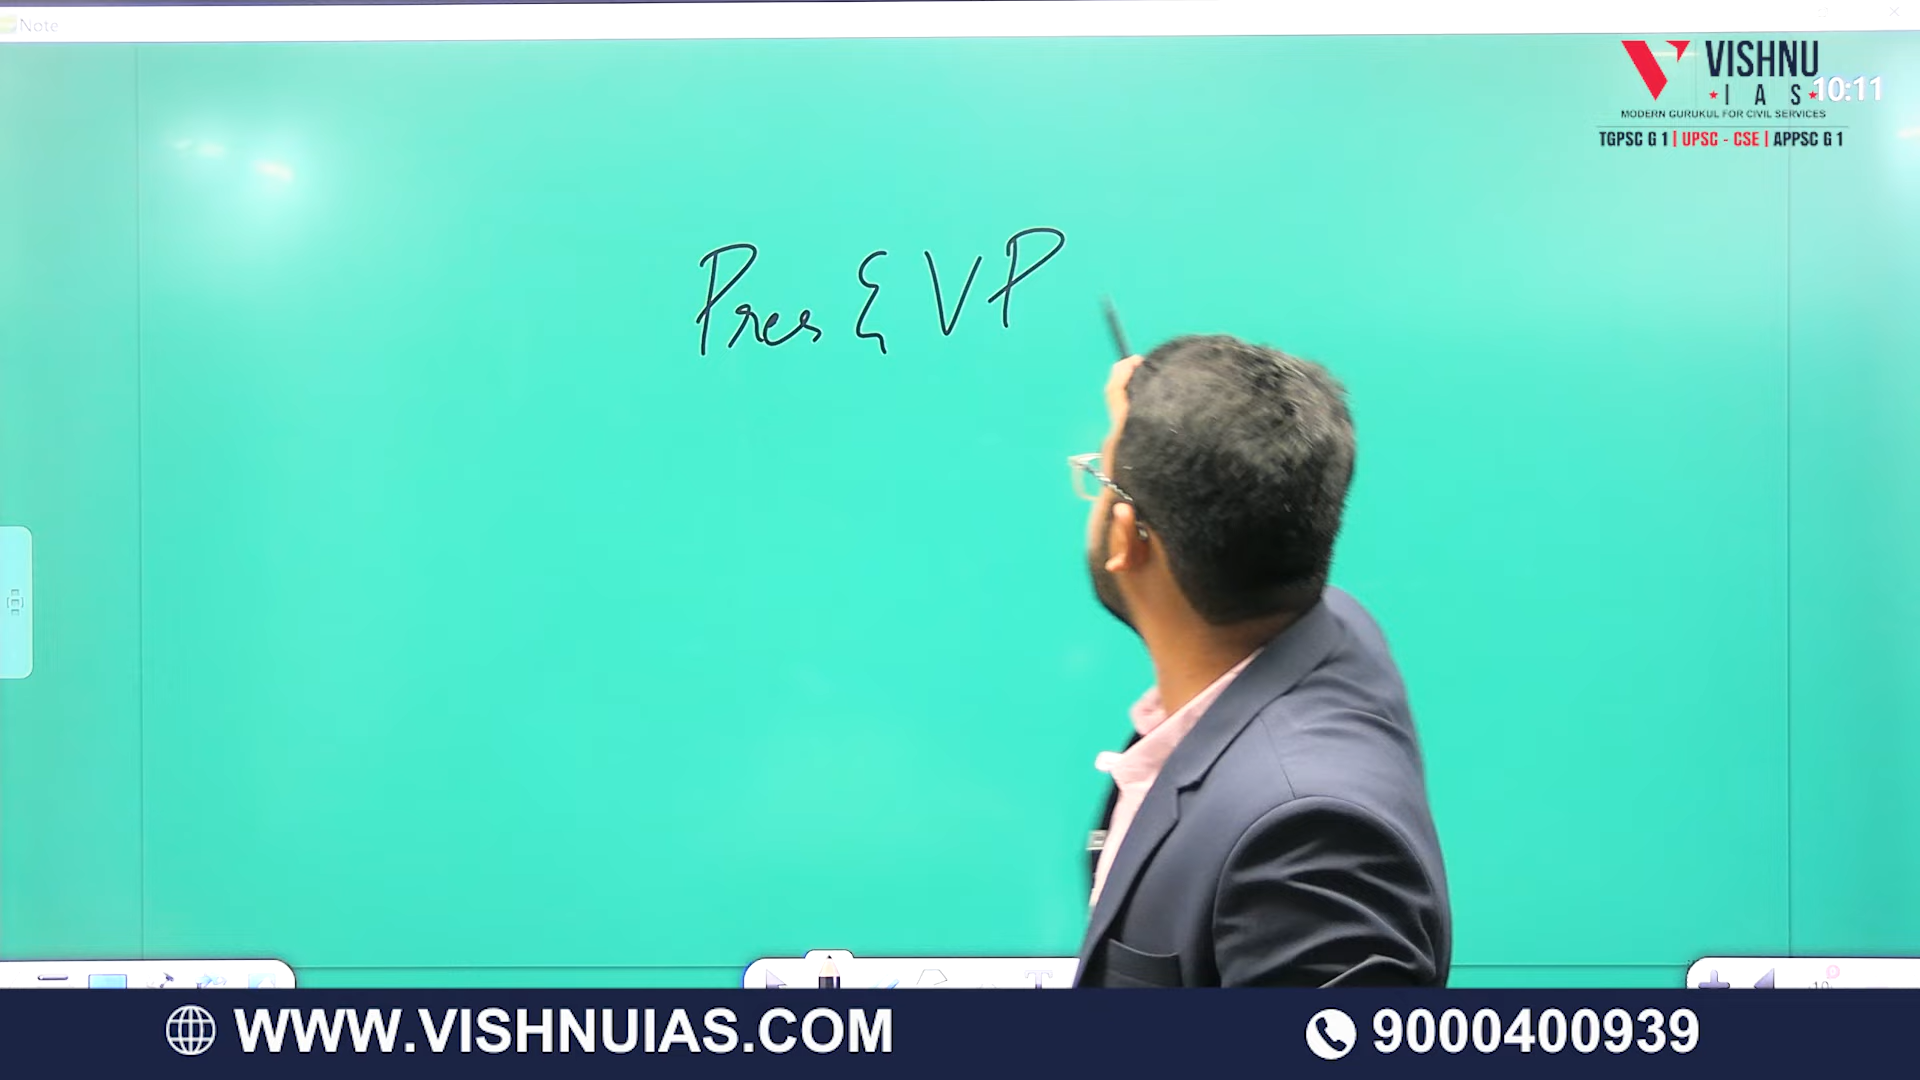 Note
VISHNU
IAS
10:11
MODERN GURUKUL FOR CIVIL SERVICES
TGPSC G 1 | UPSC - CSE | APPSC G 1
Pres & VP
WWW.VISHNUIAS.COM
9000400939